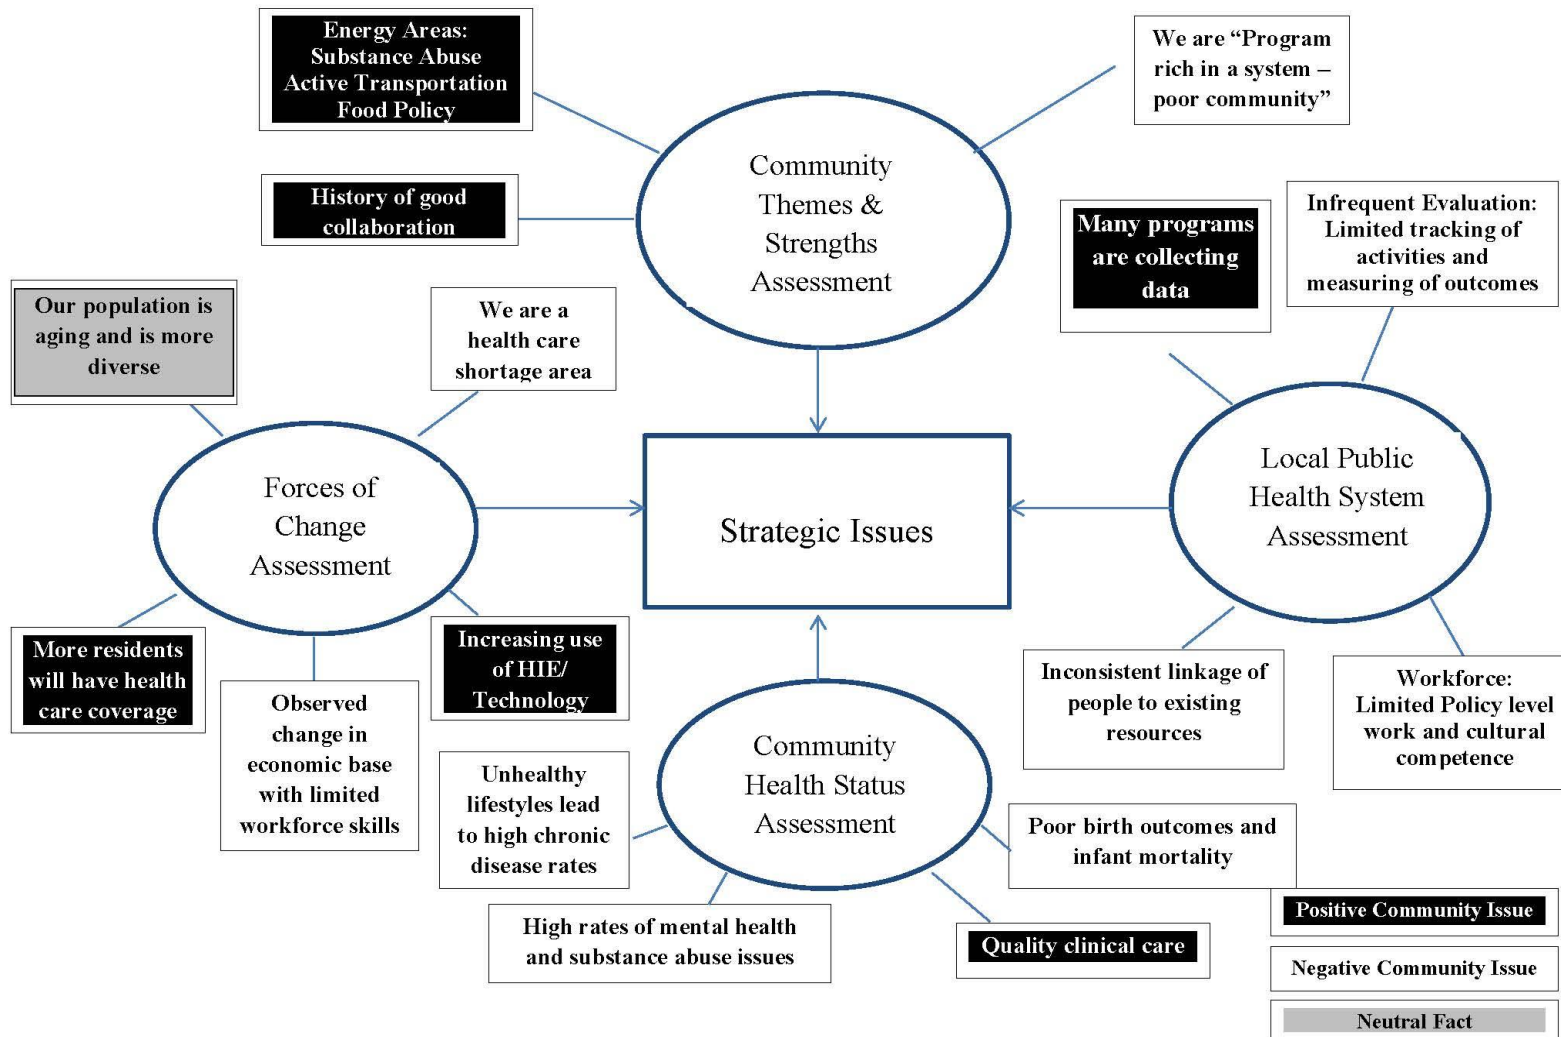 Energy Areas:
Substance Abuse
Active Transportation
Food Policy
We are “Program
rich in a system –
poor community”
Community
Themes &
Strengths
Assessment
History of good
collaboration
Many programs
are collecting
data
Infrequent Evaluation:
Limited tracking of
activities and
measuring of outcomes
Our population is
aging and is more
diverse
We are a
health care
shortage area
Forces of
Change
Assessment
Strategic Issues
Local Public
Health System
Assessment
More residents
will have health
care coverage
Observed
change in
economic base
with limited
workforce skills
Increasing use
of HIE/
Technology
Inconsistent linkage of
people to existing
resources
Workforce:
Limited Policy level
work and cultural
competence
Community
Health Status
Assessment
Unhealthy
lifestyles lead
to high chronic
disease rates
Poor birth outcomes and
infant mortality
High rates of mental health
and substance abuse issues
Quality clinical care
Positive Community Issue
Negative Community Issue
Neutral Fact